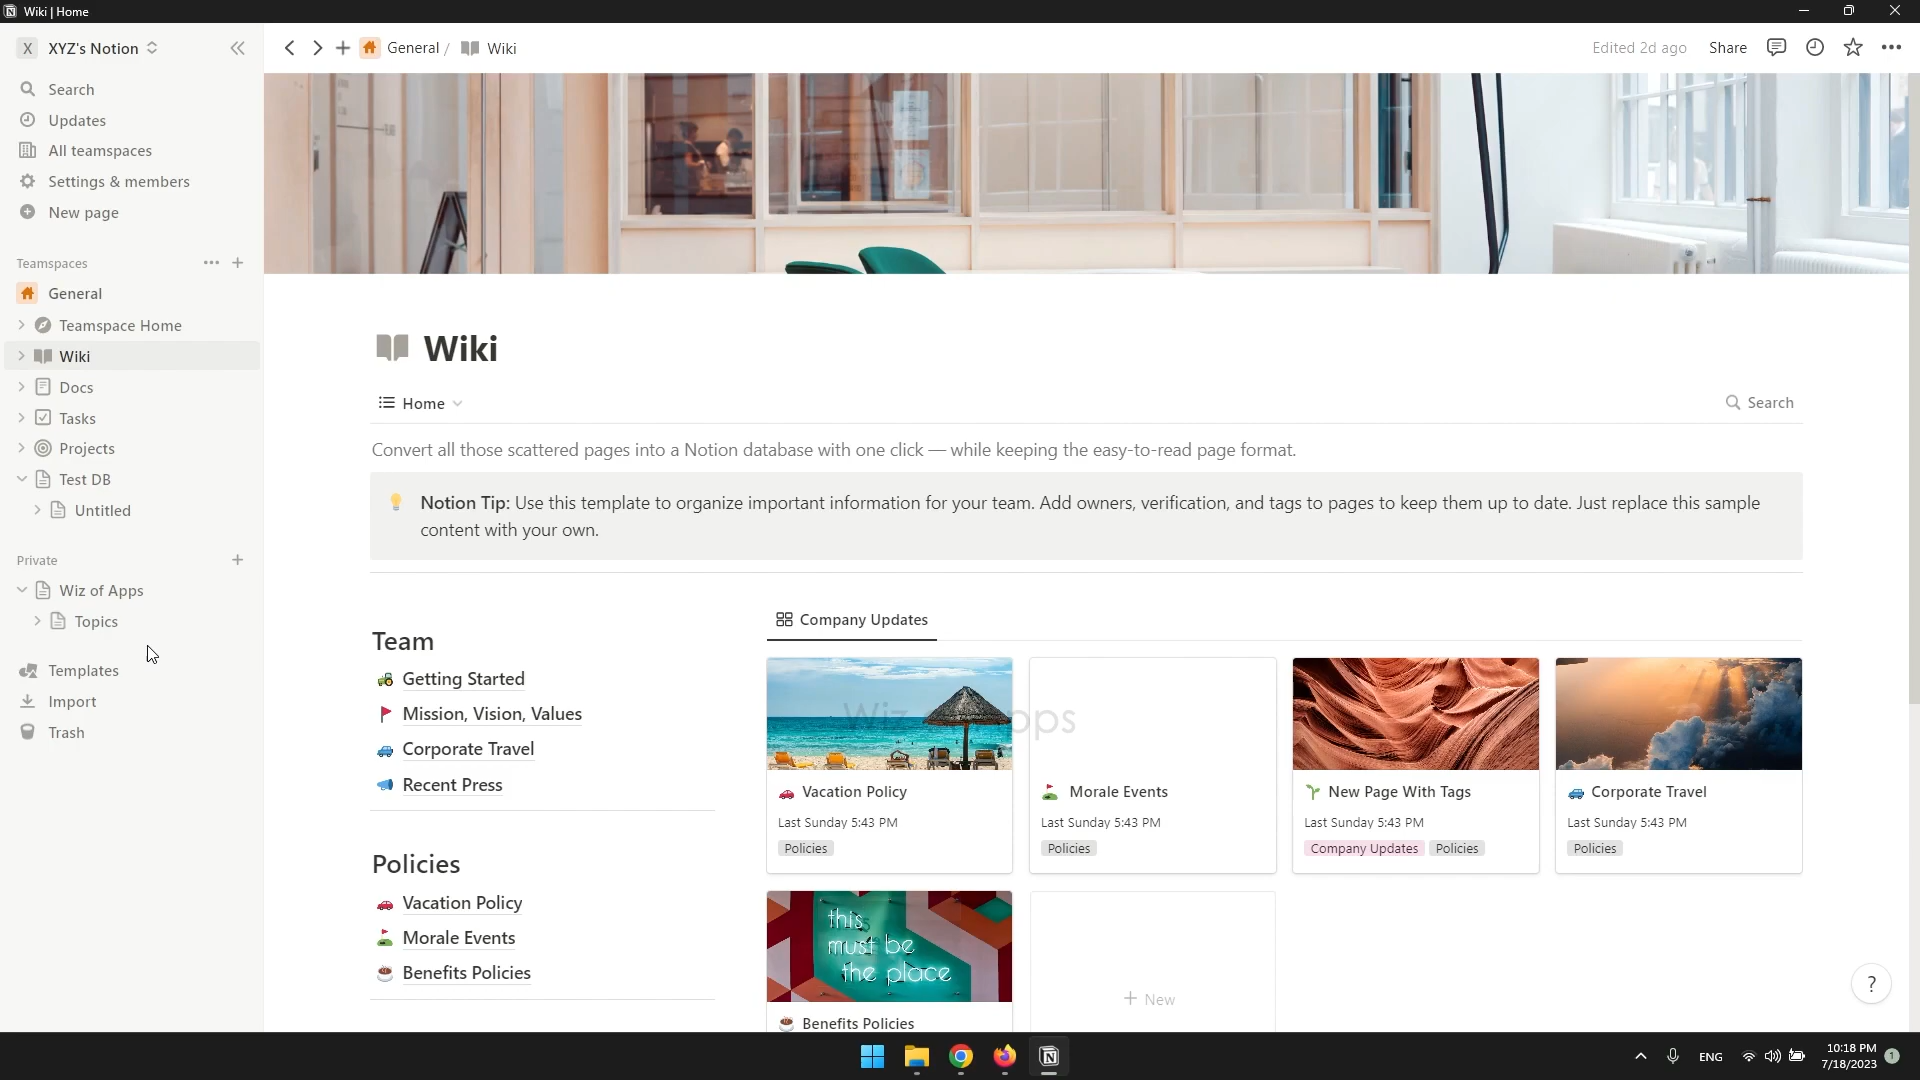 Wiki | Home
X XYZ's Notion
Search
Updates
All teamspaces
Settings & members
New page
Teamspaces
General
Teamspace Home
Wiki
Docs
Tasks
Projects
Test DB
Untitled
Private
Wiz of Apps
Topics
Templates
Import
Trash
General / Wiki
Edited 2d ago Share
Wiki
Home
Search
Convert all those scattered pages into a Notion database with one click — while keeping the easy-to-read page format.
Notion Tip: Use this template to organize important information for your team. Add owners, verification, and tags to pages to keep them up to date. Just replace this sample
content with your own.
Team
Getting Started
Mission, Vision, Values
Corporate Travel
Recent Press
Policies
Vacation Policy
Morale Events
Benefits Policies
Company Updates
Vacation Policy
Last Sunday 5:43 PM
Policies
Morale Events
Last Sunday 5:43 PM
Policies
New Page With Tags
Last Sunday 5:43 PM
Company Updates Policies
Corporate Travel
Last Sunday 5:43 PM
Policies
this
must be
the place
Benefits Policies
+ New
?
ENG
10:18 PM
7/18/2023
1